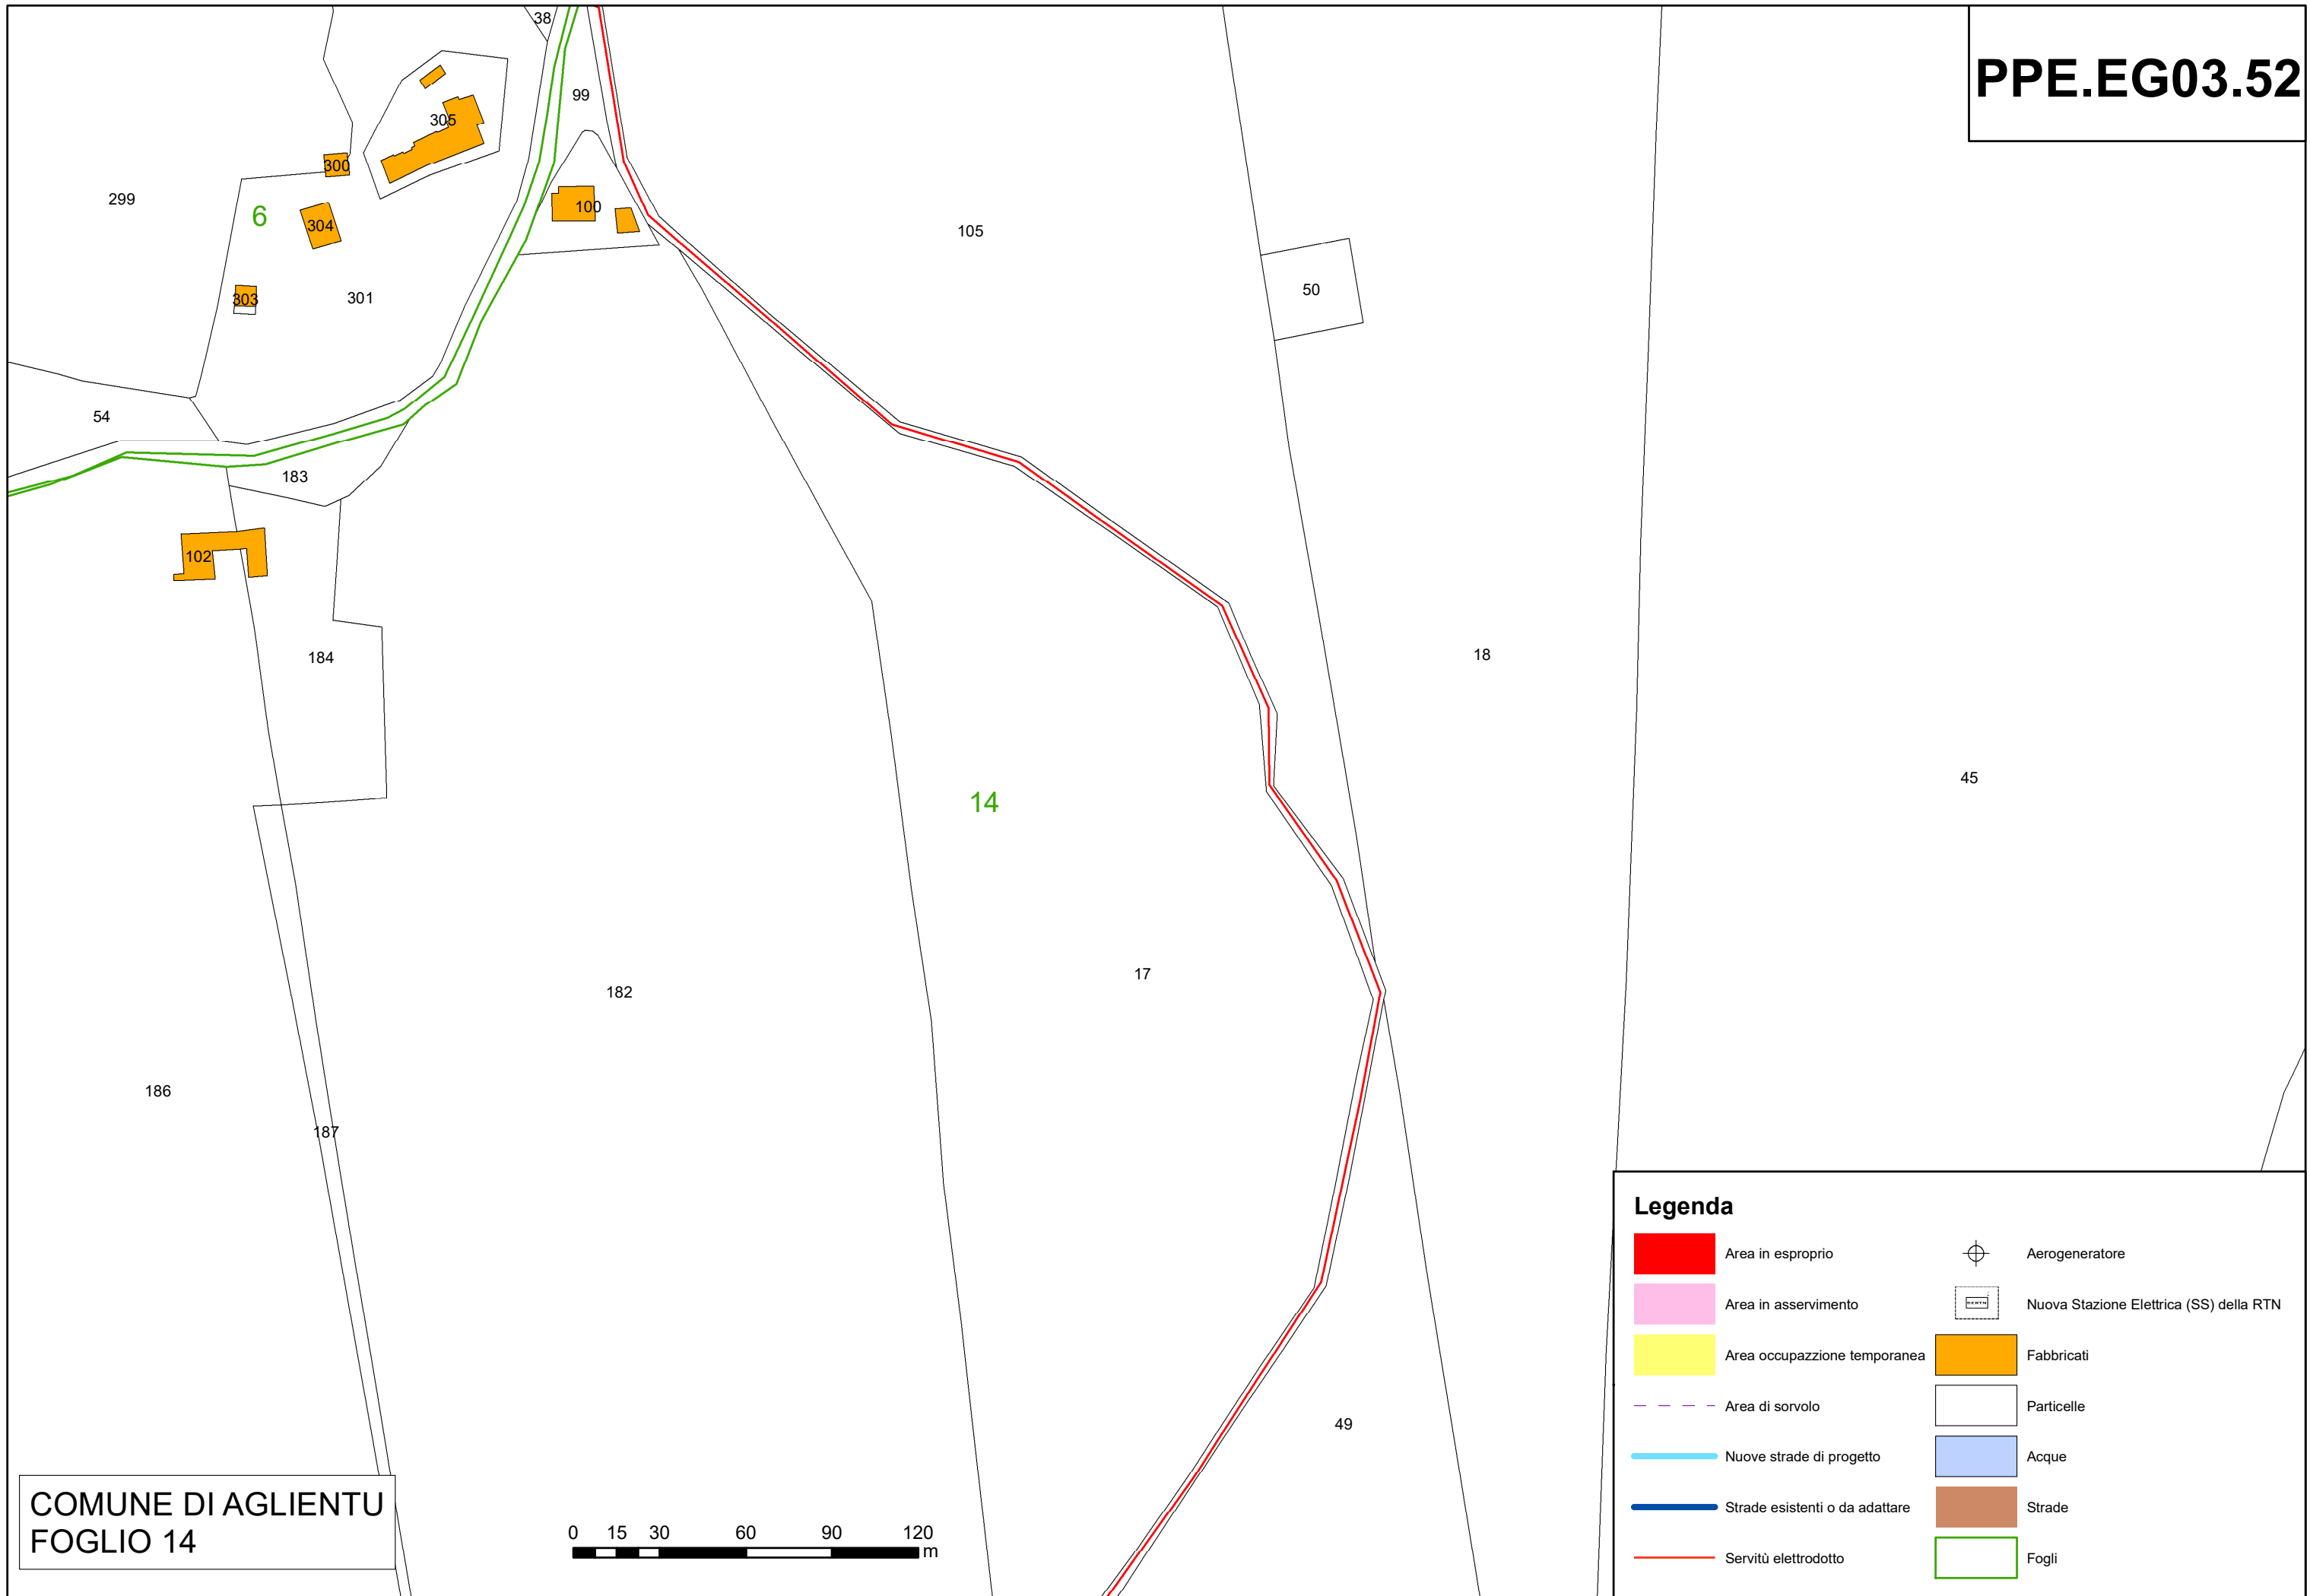 PPE.EG03.52
38
99
305
300
299
6
304
100
105
303
301
50
54
183
102
184
18
45
14
17
182
186
187
49
COMUNE DI AGLIENTU
FOGLIO 14
0 15 30 60 90 120
m
Legenda
Area in esproprio
Aerogeneratore
Area in asservimento
Nuova Stazione Elettrica (SS) della RTN
Area occupazzione temporanea
Fabbricati
Area di sorvolo
Particelle
Nuove strade di progetto
Acque
Strade esistenti o da adattare
Strade
Servitù elettrodotto
Fogli